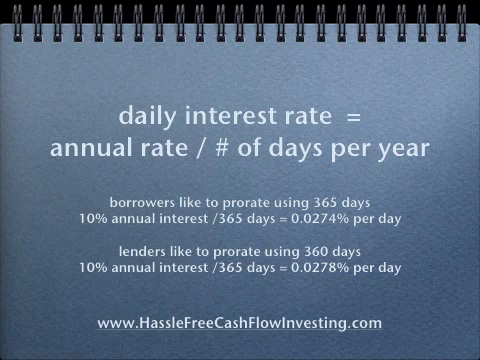 daily interest rate =
annual rate / # of days per year
borrowers like to prorate using 365 days
10% annual interest /365 days = 0.0274% per day
lenders like to prorate using 360 days
10% annual interest /365 days = 0.0278% per day
www.HassleFreeCashFlowInvesting.com